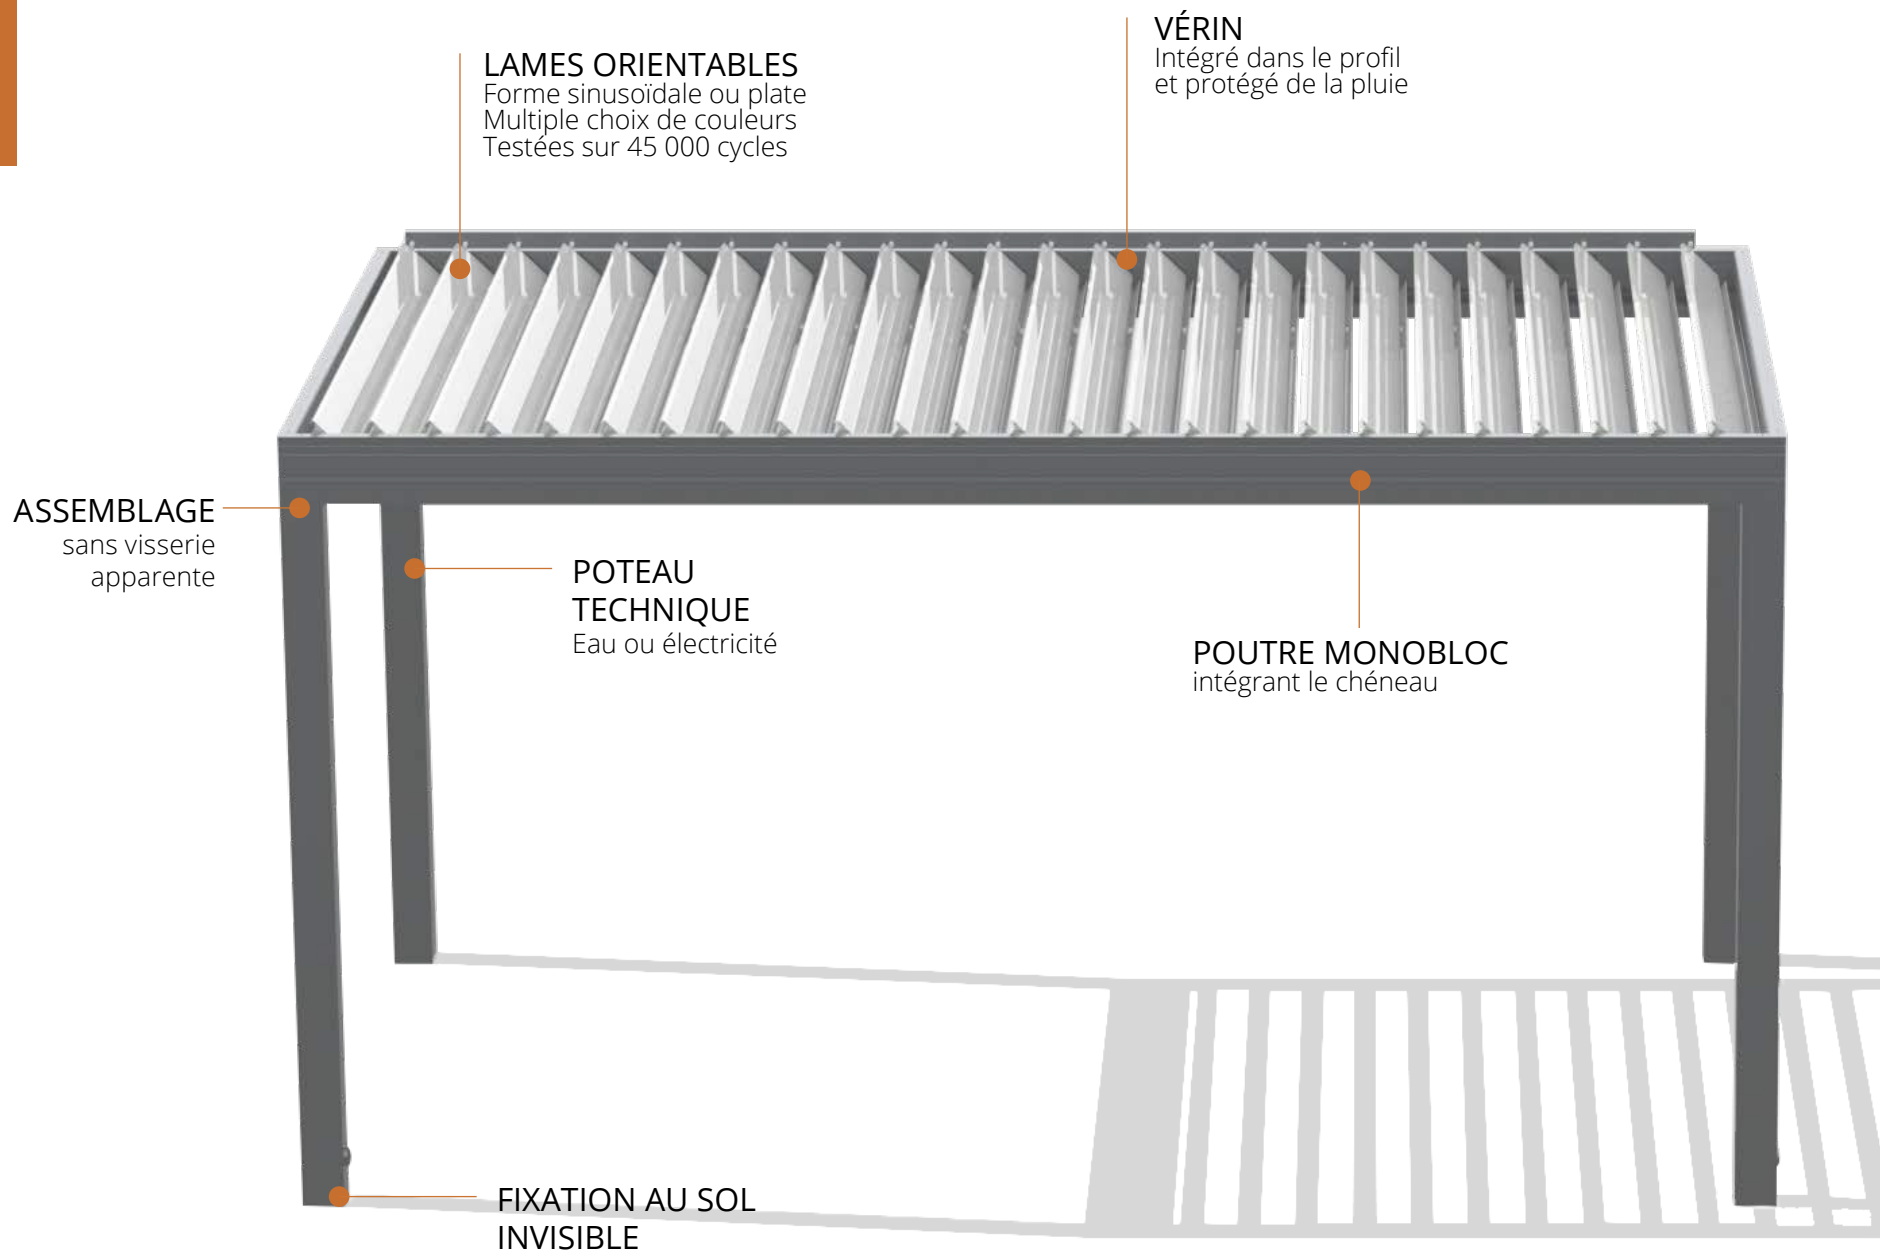 LAMES ORIENTABLES
Forme sinusoïdale ou plate
Multiple choix de couleurs
Testées sur 45 000 cycles
VÉRIN
Intégré dans le profil
et protégé de la pluie
ASSEMBLAGE
sans visserie
apparente
POTEAU
TECHNIQUE
Eau ou électricité
POUTRE MONOBLOC
intégrant le chéneau
FIXATION AU SOL
INVISIBLE